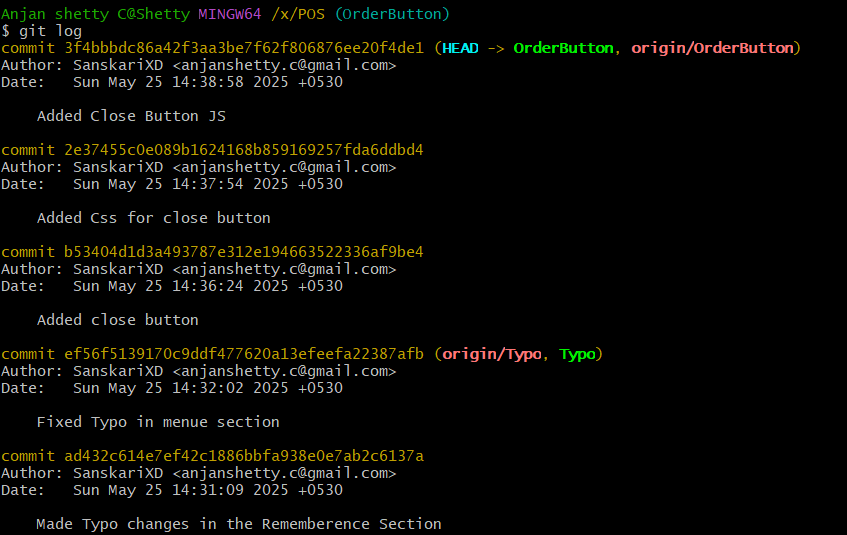 Anjan shetty C@Shetty MINGW64 /x/POS (OrderButton)
$ git log
commit 3f4bbbdc86a42f3aa3be7f62f806876ee20f4de1 (HEAD -> OrderButton, origin/OrderButton)
Author: SanskariXD <anjanshetty.c@gmail.com>
Date:   Sun May 25 14:38:58 2025 +0530

    Added Close Button JS

commit 2e37455c0e089b1624168b859169257fda6ddbd4
Author: SanskariXD <anjanshetty.c@gmail.com>
Date:   Sun May 25 14:37:54 2025 +0530

    Added Css for close button

commit b53404d1d3a493787e312e194663522336af9be4
Author: SanskariXD <anjanshetty.c@gmail.com>
Date:   Sun May 25 14:36:24 2025 +0530

    Added close button

commit ef56f5139170c9ddf477620a13efeefa22387afb (origin/Typo, Typo)
Author: SanskariXD <anjanshetty.c@gmail.com>
Date:   Sun May 25 14:32:02 2025 +0530

    Fixed Typo in menue section

commit ad432c614e7ef42c1886bbfa938e0e7ab2c6137a
Author: SanskariXD <anjanshetty.c@gmail.com>
Date:   Sun May 25 14:31:09 2025 +0530

    Made Typo changes in the Rememberence Section